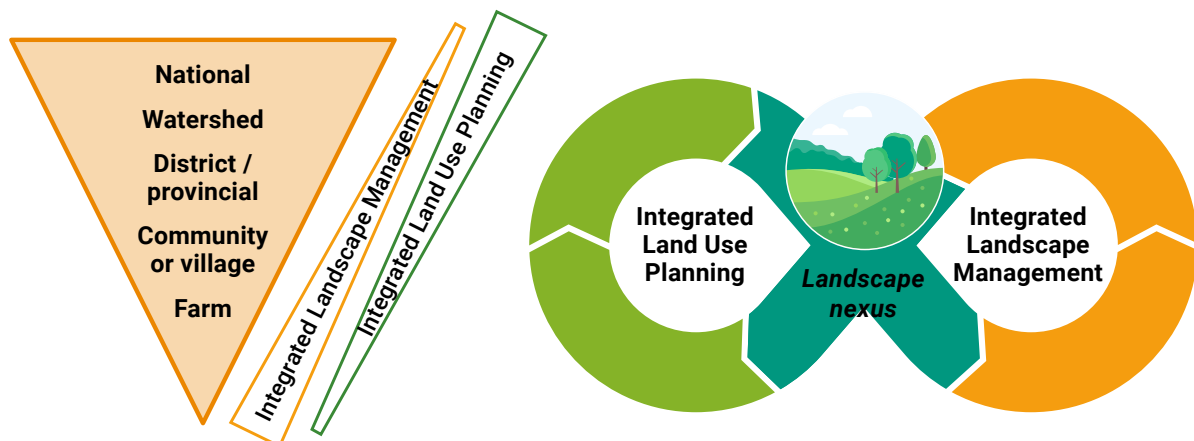 National
Watershed
District /
provincial
Community
or village
Farm
Integrated Landscape Management
Integrated Land Use Planning
Integrated
Land Use
Planning
Landscape
nexus
Integrated
Landscape
Management